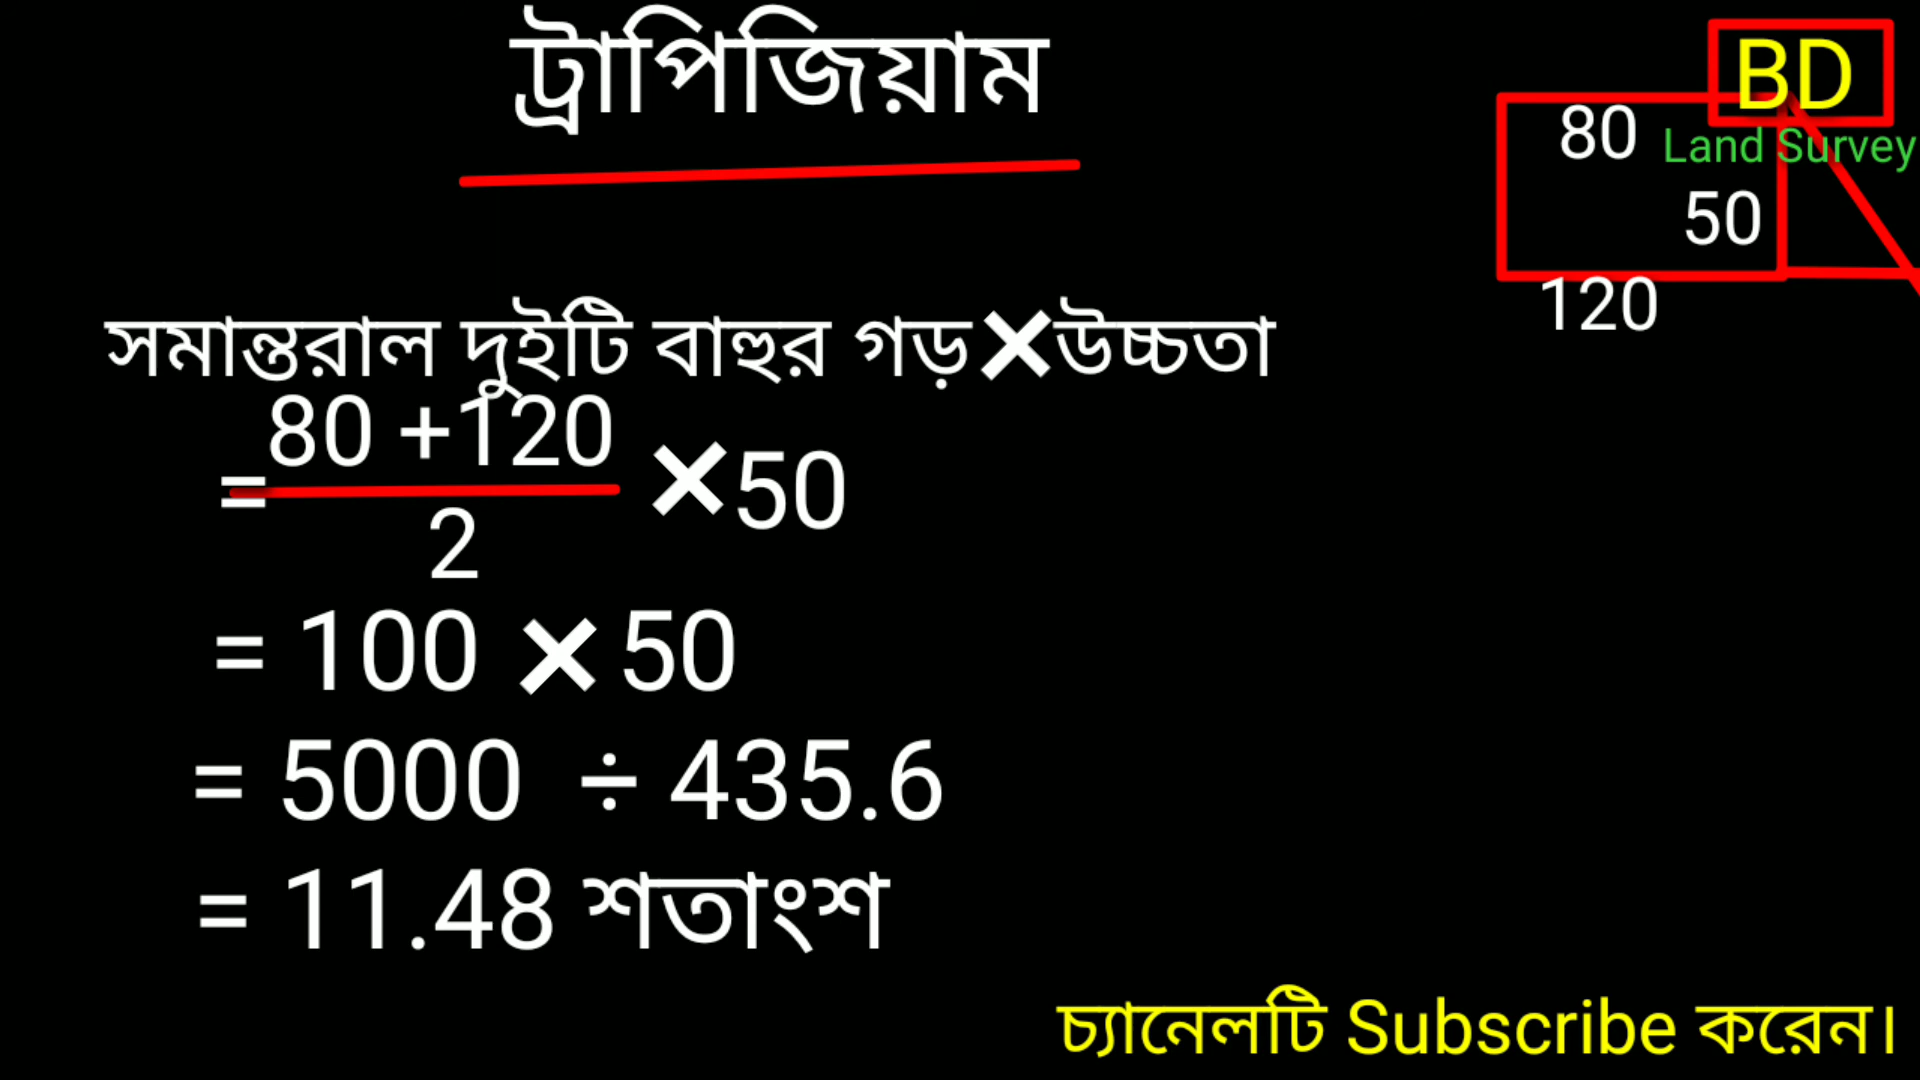 ট্রাপিজিয়াম
BD
Land Survey
80
50
120
সমান্তরাল দুইটি বাহুর গড়❌উচ্চতা
= 80 +120
2
❌50
= 100 ❌50
= 5000 ÷ 435.6
= 11.48 শতাংশ
চ্যানেলটি Subscribe করেন।